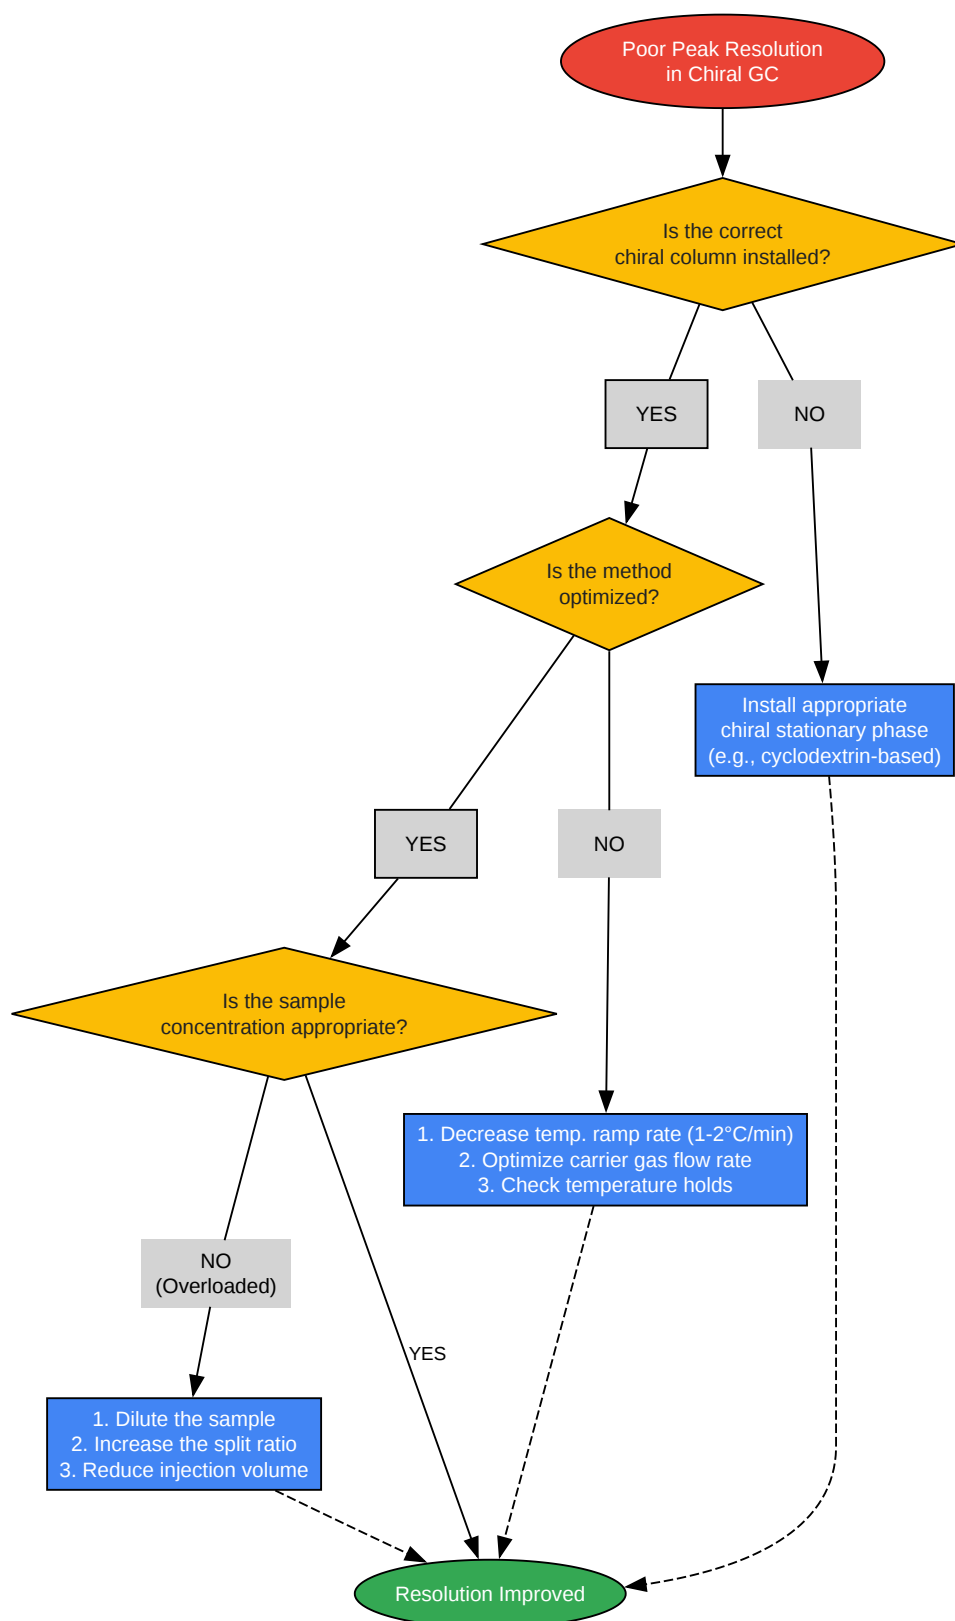 Poor Peak Resolution
in Chiral GC
Is the correct
chiral column installed?
YES
NO
Is the method
optimized?
Install appropriate
chiral stationary phase
(e.g., cyclodextrin-based)
YES
NO
Is the sample
concentration appropriate?
1. Decrease temp. ramp rate (1-2°C/min)
2. Optimize carrier gas flow rate
3. Check temperature holds
NO
(Overloaded)
YES
1. Dilute the sample
2. Increase the split ratio
3. Reduce injection volume
Resolution Improved